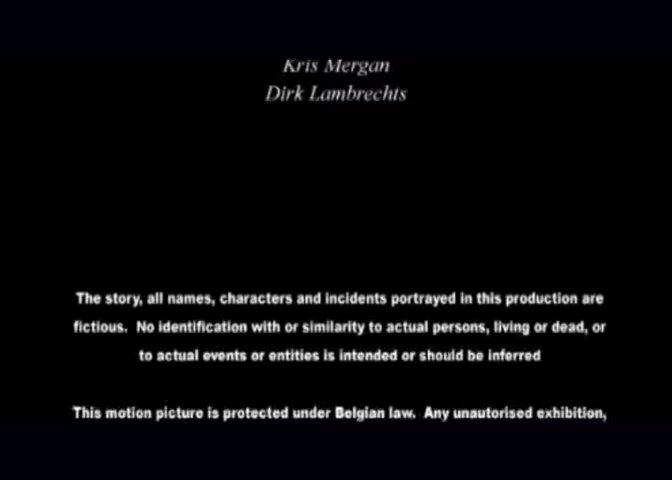 Kris Mergan
Dirk Lambrechts
The story, all names, characters and incidents portrayed in this production are
fictious. No identification with or similarity to actual persons, living or dead, or
to actual events or entities is intended or should be inferred
This motion picture is protected under Belgian law. Any unautorised exhibition,